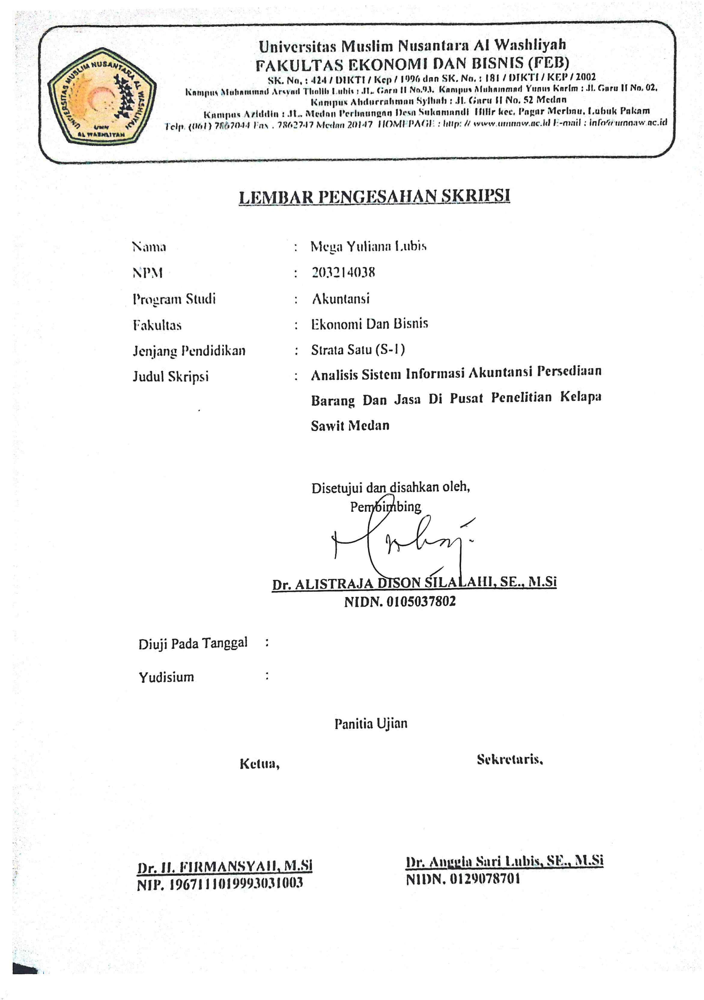 Universitas Muslim Nusantara Al Washliyah
FAKULTAS EKONOMI DAN BISNIS (FEB)
SK. No. : 424 / DIKTI / Kep / 1996 dan SK. No. : 181 / DIKTI / KEP / 2002
Kampus Muhammad Arsyad Thalib Lubis : JL. Garu II No.93, Kampus Muhammad Yunus Karim : Jl. Garu II No. 02,
Kampus Abdurrahman Syihab : Jl. Garu II No. 52 Medan
Kampus Aziddin : JL. Medan Perbaungan Desa Sukamandi Hilir kec. Pagar Merbau, Lubuk Pakam
Telp. (061) 7867044 Fax . 7862747 Medan 20147 HOMEPAGE : http: // www.umnaw.ac.id E-mail : info@umnaw.ac.id
UNIVERSITAS MUSLIM NUSANTARA AL WASHLIYAH
UMN
AL WASHLIYAH
LEMBAR PENGESAHAN SKRIPSI
Nama : Mega Yuliana Lubis
NPM : 203214038
Program Studi : Akuntansi
Fakultas : Ekonomi Dan Bisnis
Jenjang Pendidikan : Strata Satu (S-1)
Judul Skripsi : Analisis Sistem Informasi Akuntansi Persediaan
Barang Dan Jasa Di Pusat Penelitian Kelapa
Sawit Medan
Disetujui dan disahkan oleh,
Pembimbing
Dr. ALISTRAJA DISON SILALAHI, SE., M.Si
NIDN. 0105037802
Diuji Pada Tanggal :
Yudisium :
Panitia Ujian
Ketua, Sekretaris,
Dr. H. FIRMANSYAH, M.Si Dr. Anggia Sari Lubis, SE., M.Si
NIP. 1967111019993031003 NIDN. 0129078701